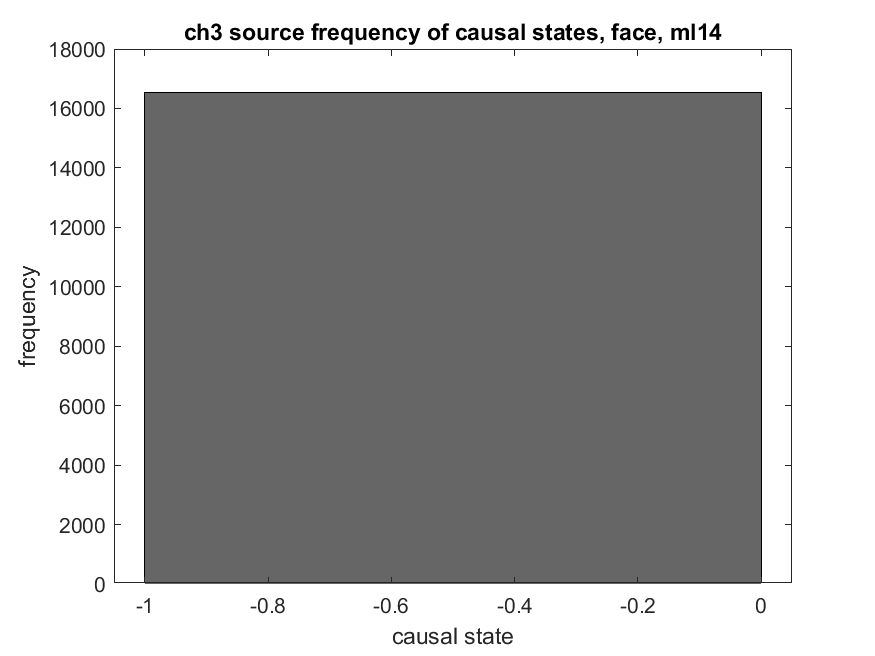 ch3 source frequency of causal states, face, ml14
18000
16000
14000
12000
10000
8000
6000
4000
2000
0
frequency
-1 -0.8 -0.6 -0.4 -0.2 0
causal state